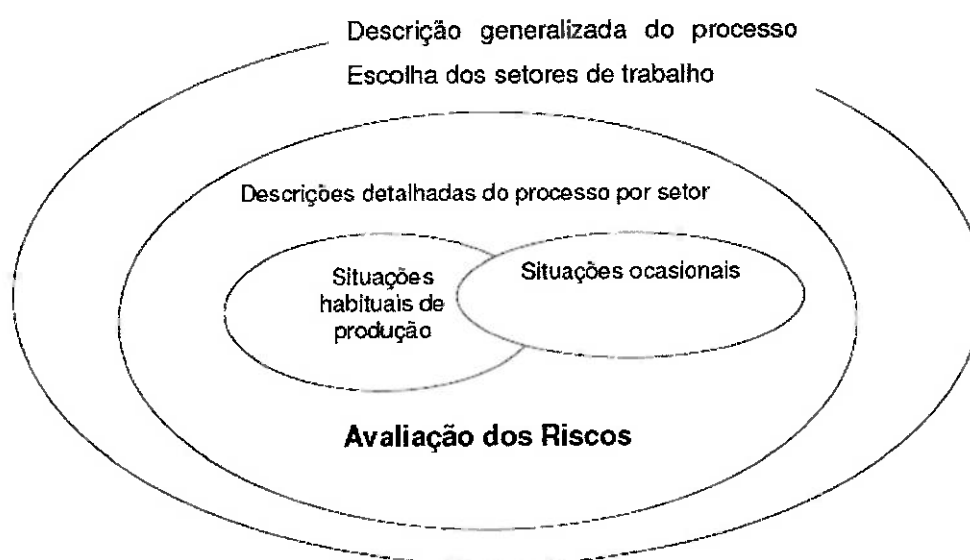 Descrição generalizada do processo
Escolha dos setores de trabalho
Descrições detalhadas do processo por setor
Situações
habituais de
produção
Situações ocasionais
Avaliação dos Riscos